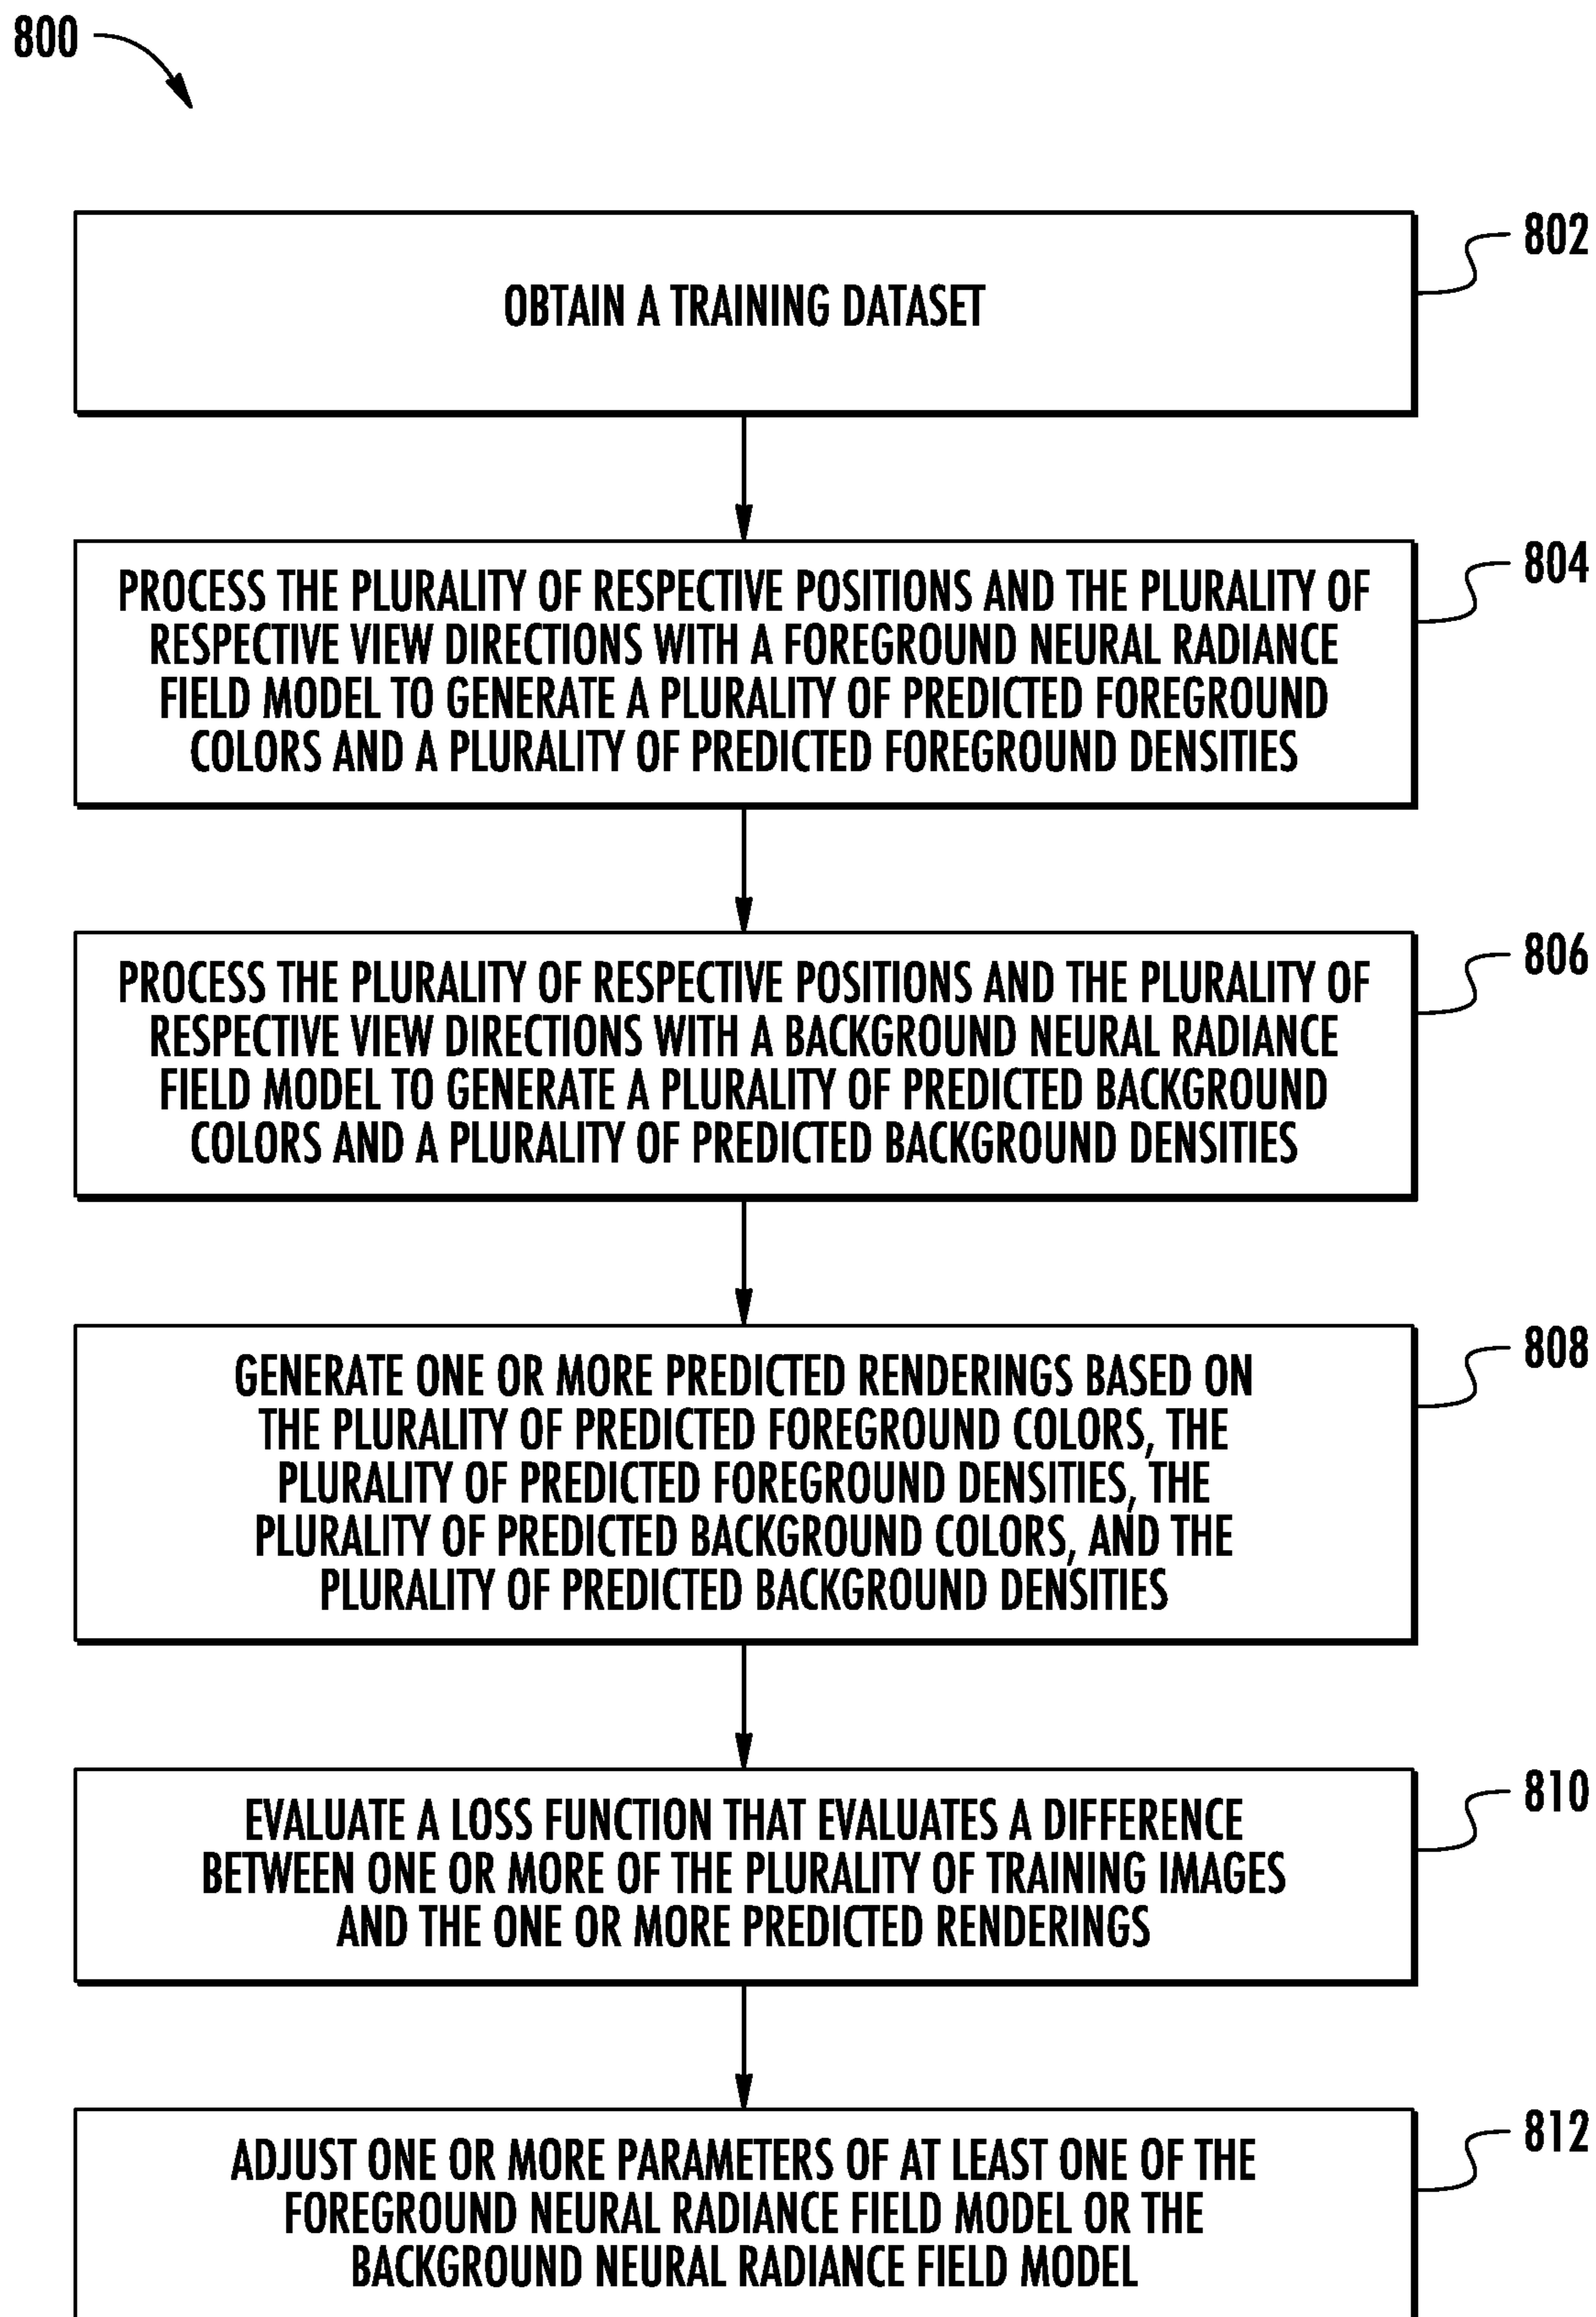 800
802
OBTAIN A TRAINING DATASET
804
PROCESS THE PLURALITY OF RESPECTIVE POSITIONS AND THE PLURALITY OF
RESPECTIVE VIEW DIRECTIONS WITH A FOREGROUND NEURAL RADIANCE
FIELD MODEL TO GENERATE A PLURALITY OF PREDICTED FOREGROUND
COLORS AND A PLURALITY OF PREDICTED FOREGROUND DENSITIES
806
PROCESS THE PLURALITY OF RESPECTIVE POSITIONS AND THE PLURALITY OF
RESPECTIVE VIEW DIRECTIONS WITH A BACKGROUND NEURAL RADIANCE
FIELD MODEL TO GENERATE A PLURALITY OF PREDICTED BACKGROUND
COLORS AND A PLURALITY OF PREDICTED BACKGROUND DENSITIES
808
GENERATE ONE OR MORE PREDICTED RENDERINGS BASED ON
THE PLURALITY OF PREDICTED FOREGROUND COLORS, THE
PLURALITY OF PREDICTED FOREGROUND DENSITIES, THE
PLURALITY OF PREDICTED BACKGROUND COLORS, AND THE
PLURALITY OF PREDICTED BACKGROUND DENSITIES
810
EVALUATE A LOSS FUNCTION THAT EVALUATES A DIFFERENCE
BETWEEN ONE OR MORE OF THE PLURALITY OF TRAINING IMAGES
AND THE ONE OR MORE PREDICTED RENDERINGS
812
ADJUST ONE OR MORE PARAMETERS OF AT LEAST ONE OF THE
FOREGROUND NEURAL RADIANCE FIELD MODEL OR THE
BACKGROUND NEURAL RADIANCE FIELD MODEL